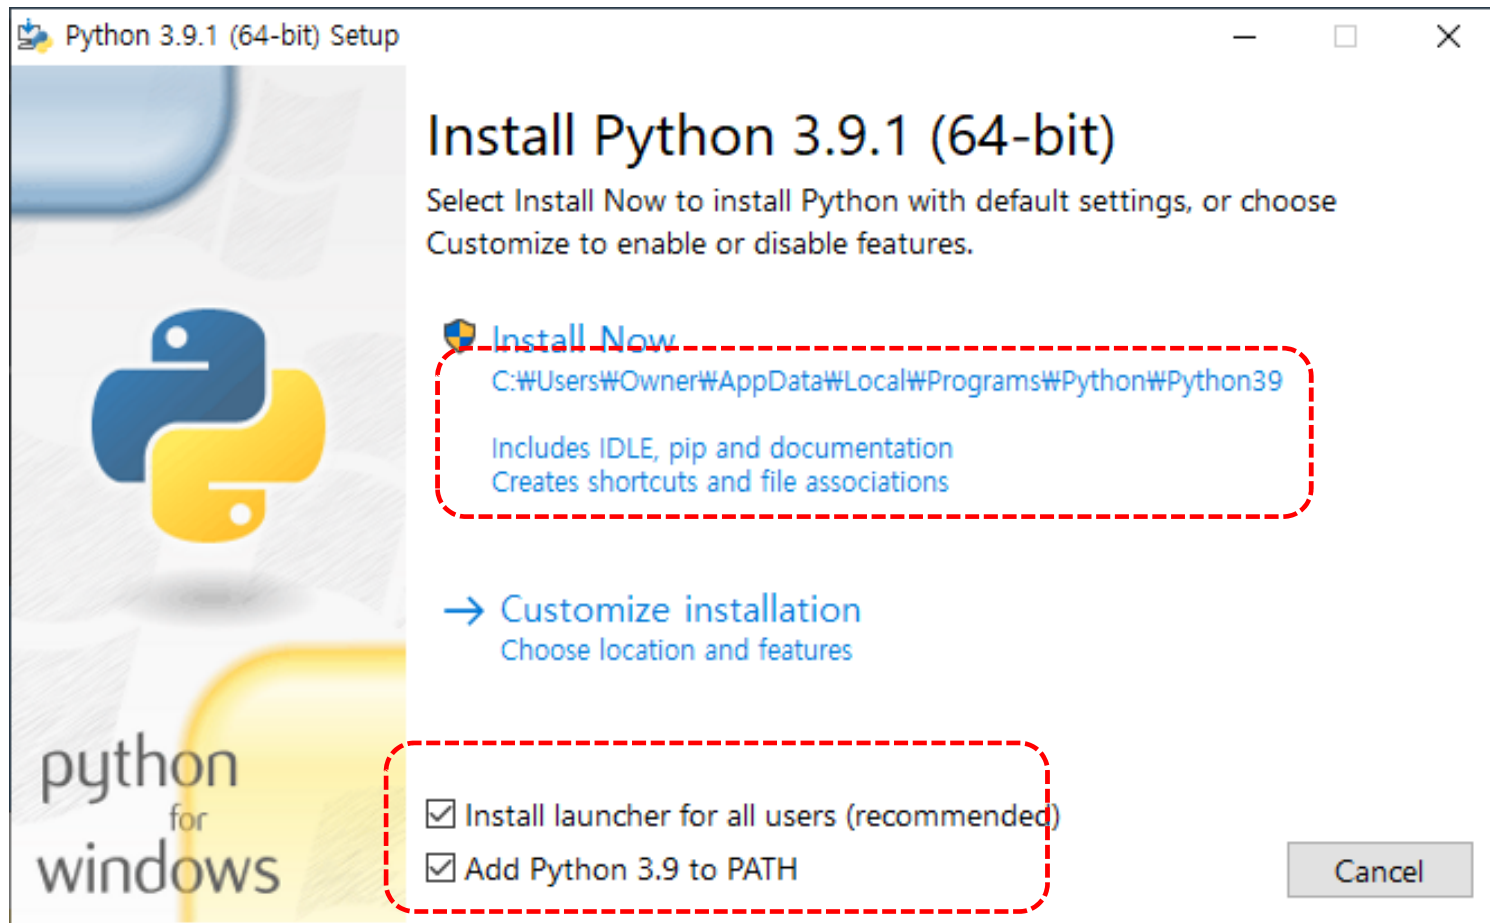 Python 3.9.1 (64-bit) Setup
Install Python 3.9.1 (64-bit)
Select Install Now to install Python with default settings, or choose
Customize to enable or disable features.
Install Now
C:₩Users₩Owner₩AppData₩Local₩Programs₩Python₩Python39
Includes IDLE, pip and documentation
Creates shortcuts and file associations
Customize installation
Choose location and features
python
for
windows
Install launcher for all users (recommended)
Add Python 3.9 to PATH
Cancel